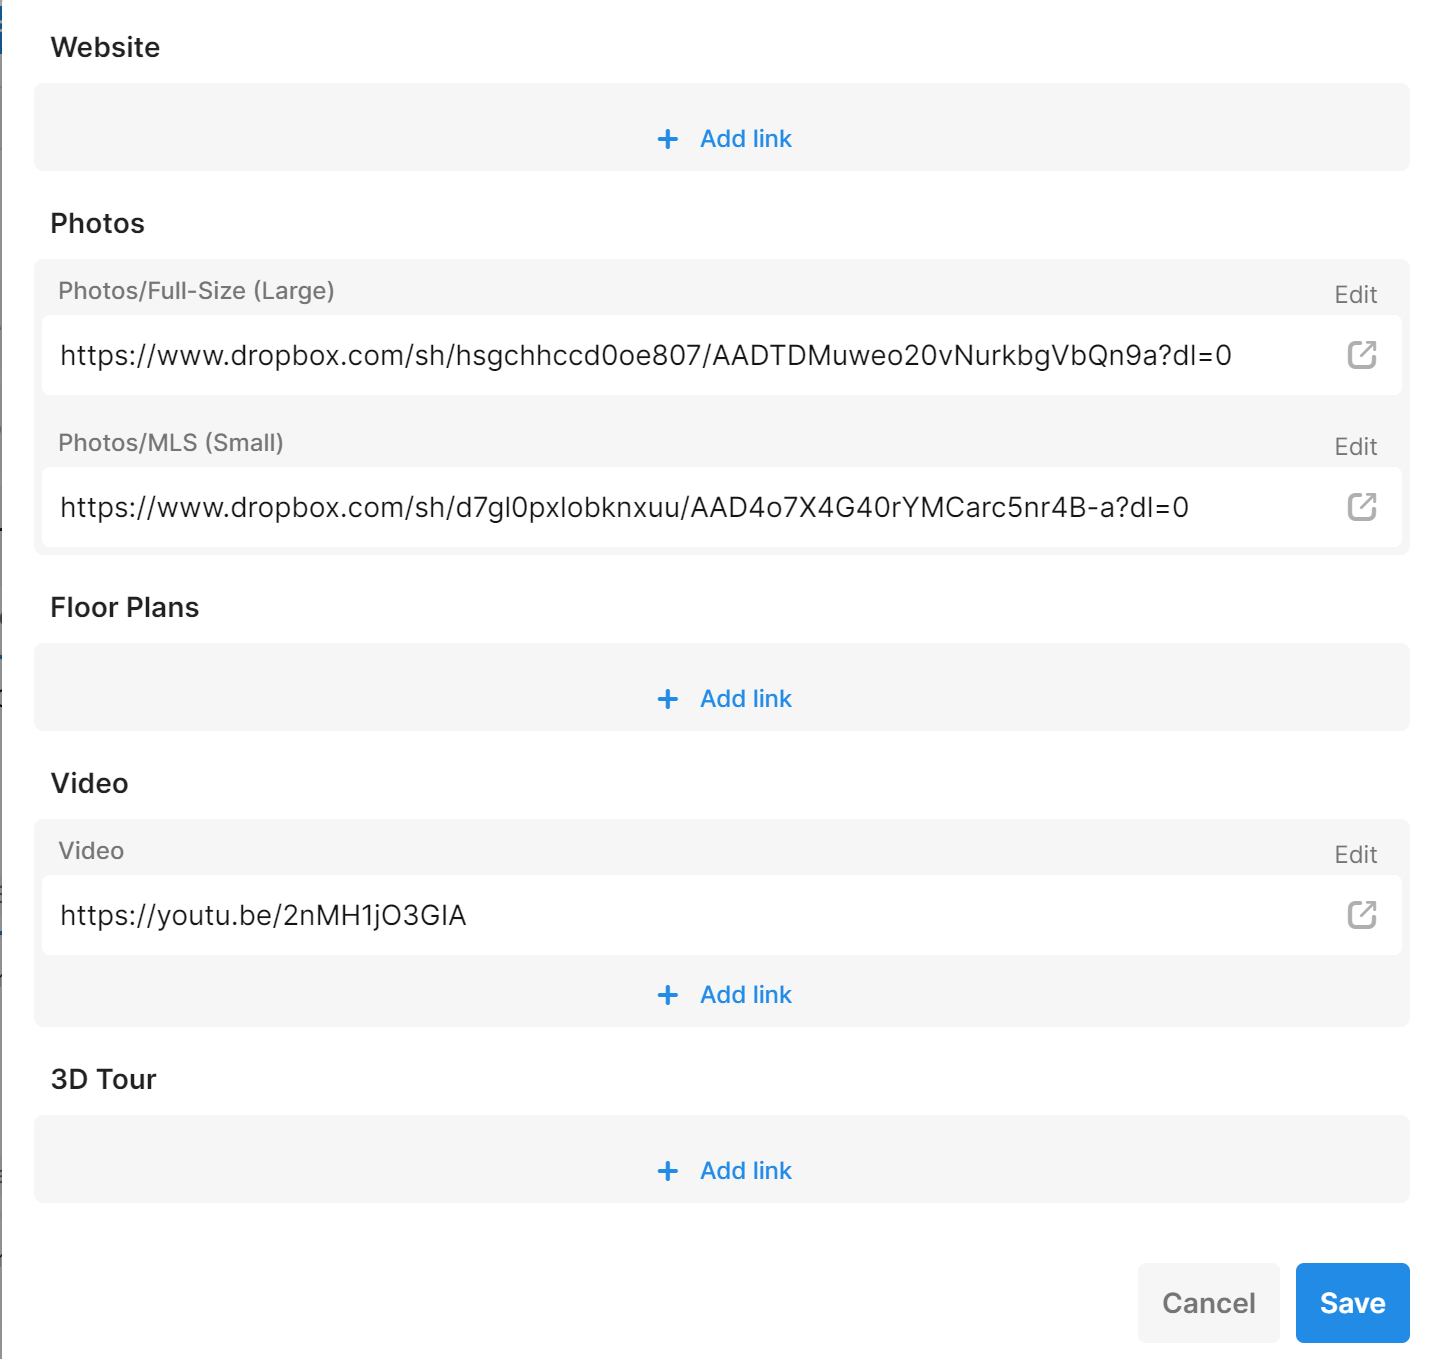 Website
+ Add link
Photos
Photos/Full-Size (Large)
Edit
https://www.dropbox.com/sh/hsgchhccd0oe807/AADTDMuweo20vNurkbgVbQn9a?dl=0
Photos/MLS (Small)
Edit
https://www.dropbox.com/sh/d7gl0pxlobknxuu/AAD4o7X4G40rYMCarc5nr4B-a?dl=0
Floor Plans
+ Add link
Video
Video
Edit
https://youtu.be/2nMH1jO3GIA
+ Add link
3D Tour
+ Add link
Cancel
Save